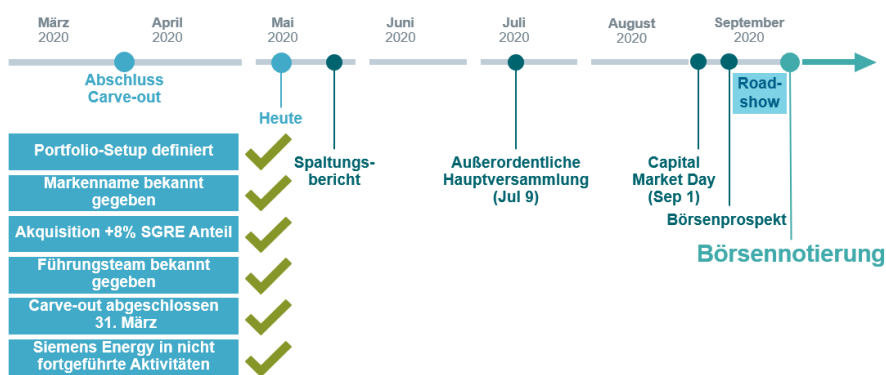 März
2020
April
2020
Mai
2020
Juni
2020
Juli
2020
August
2020
September
2020
Abschluss
Carve-out
Heute
Road-
show
Spaltungs-
bericht
Außerordentliche
Hauptversammlung
(Jul 9)
Capital
Market Day
(Sep 1)
Börsenprospekt
Börsennotierung
Portfolio-Setup definiert
Markenname bekannt
gegeben
Akquisition +8% SGRE Anteil
Führungsteam bekannt
gegeben
Carve-out abgeschlossen
31. März
Siemens Energy in nicht
fortgeführte Aktivitäten